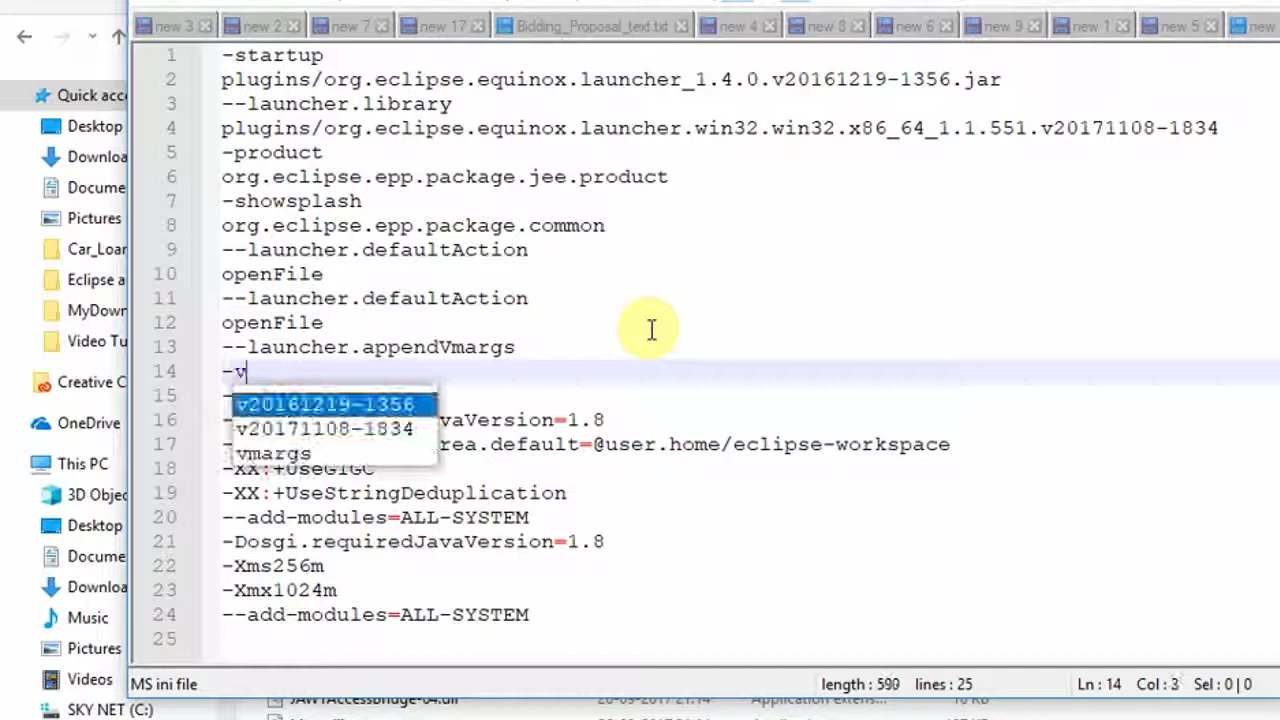 new 3
new 2
new 7
new 17
Bidding_Proposal_text.txt
new 4
new 8
new 6
new 9
new 1
new 5
new
Quick acc
Desktop
Downloa
Docume
Pictures
Car_Loar
Eclipse a
MyDown
Video Tu
Creative C
OneDrive
This PC
3D Objec
Desktop
Docume
Downloa
Music
Pictures
Videos
SKY NET (C:)
1 -startup
2 plugins/org.eclipse.equinox.launcher_1.4.0.v20161219-1356.jar
3 --launcher.library
4 plugins/org.eclipse.equinox.launcher.win32.win32.x86_64_1.1.551.v20171108-1834
5 -product
6 org.eclipse.epp.package.jee.product
7 -showsplash
8 org.eclipse.epp.package.common
9 --launcher.defaultAction
10 openFile
11 --launcher.defaultAction
12 openFile
13 --launcher.appendVmargs
14 -v
v20161219-1356
v20171108-1834
vmargs
15 -
16 - vaVersion=1.8
17 - rea.default=@user.home/eclipse-workspace
18 -XX:+UseG1GC
19 -XX:+UseStringDeduplication
20 --add-modules=ALL-SYSTEM
21 -Dosgi.requiredJavaVersion=1.8
22 -Xms256m
23 -Xmx1024m
24 --add-modules=ALL-SYSTEM
25
MS ini file
length : 590 lines : 25
Ln : 14 Col : 3 Sel : 0 | 0